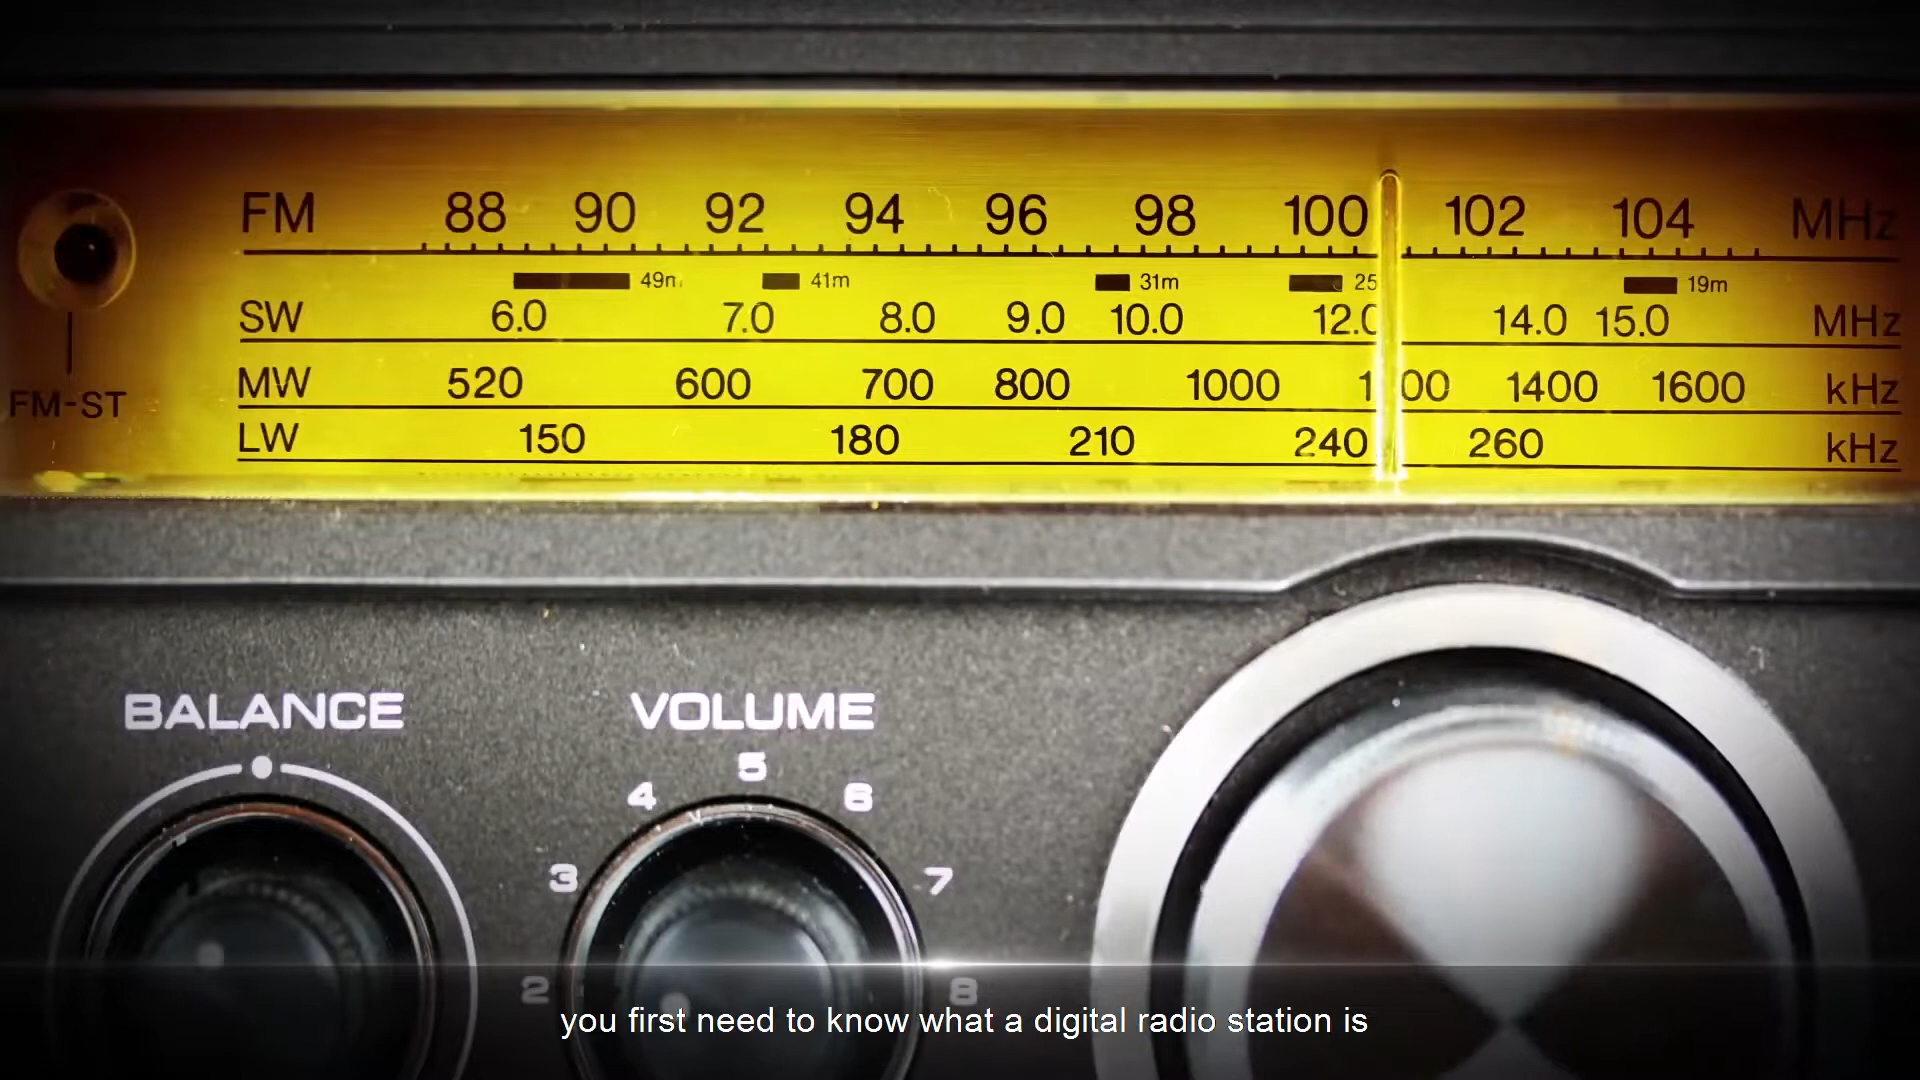 FM 88 90 92 94 96 98 100 102 104 MHz
49m 41m 31m 25 19m
SW 6.0 7.0 8.0 9.0 10.0 12.0 14.0 15.0 MHz
MW 520 600 700 800 1000 1400 1600 kHz
FM-ST
LW 150 180 210 240 260 kHz
BALANCE VOLUME
5
4 6
3 7
2 8
you first need to know what a digital radio station is